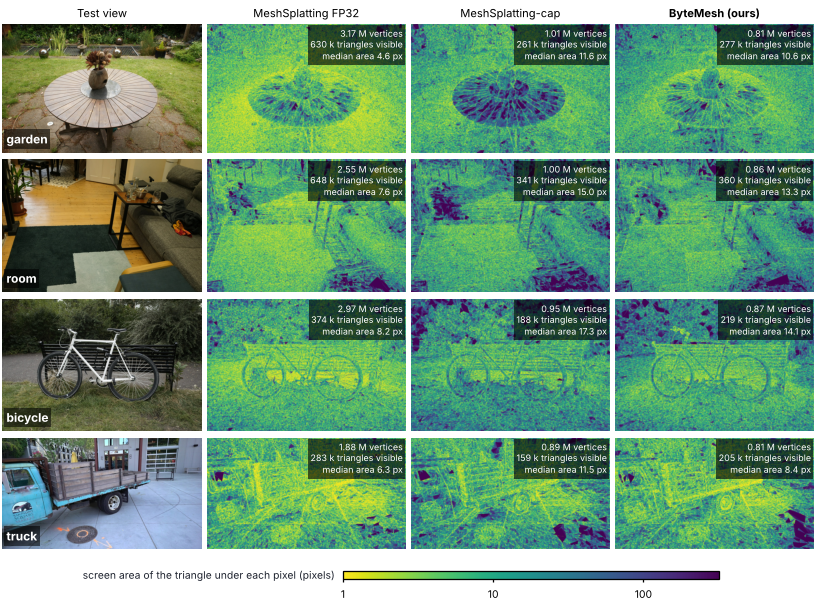 Test view
MeshSplatting FP32
MeshSplatting-cap
ByteMesh (ours)
garden
3.17 M vertices
630 k triangles visible
median area 4.6 px
1.01 M vertices
261 k triangles visible
median area 11.6 px
0.81 M vertices
277 k triangles visible
median area 10.6 px
room
2.55 M vertices
648 k triangles visible
median area 7.6 px
1.00 M vertices
341 k triangles visible
median area 15.0 px
0.86 M vertices
360 k triangles visible
median area 13.3 px
bicycle
2.97 M vertices
374 k triangles visible
median area 8.2 px
0.95 M vertices
188 k triangles visible
median area 17.3 px
0.87 M vertices
219 k triangles visible
median area 14.1 px
truck
1.88 M vertices
283 k triangles visible
median area 6.3 px
0.89 M vertices
159 k triangles visible
median area 11.5 px
0.81 M vertices
205 k triangles visible
median area 8.4 px
screen area of the triangle under each pixel (pixels)
1
10
100